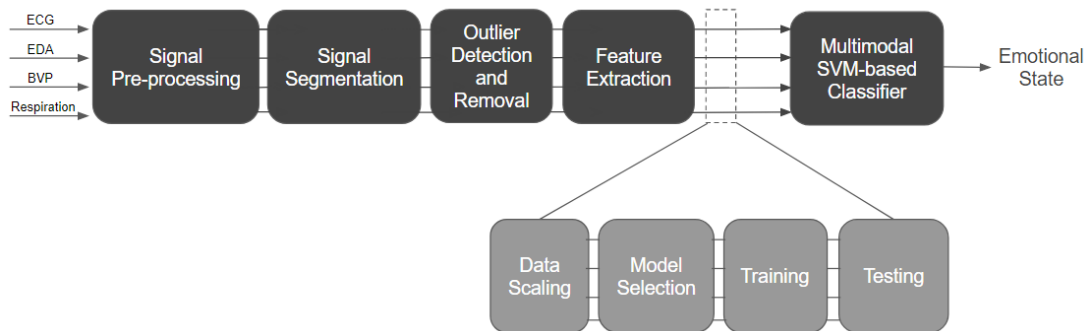 ECG
EDA
BVP
Respiration
Signal
Pre-processing
Signal
Segmentation
Outlier
Detection
and
Removal
Feature
Extraction
Multimodal
SVM-based
Classifier
Emotional
State
Data
Scaling
Model
Selection
Training
Testing